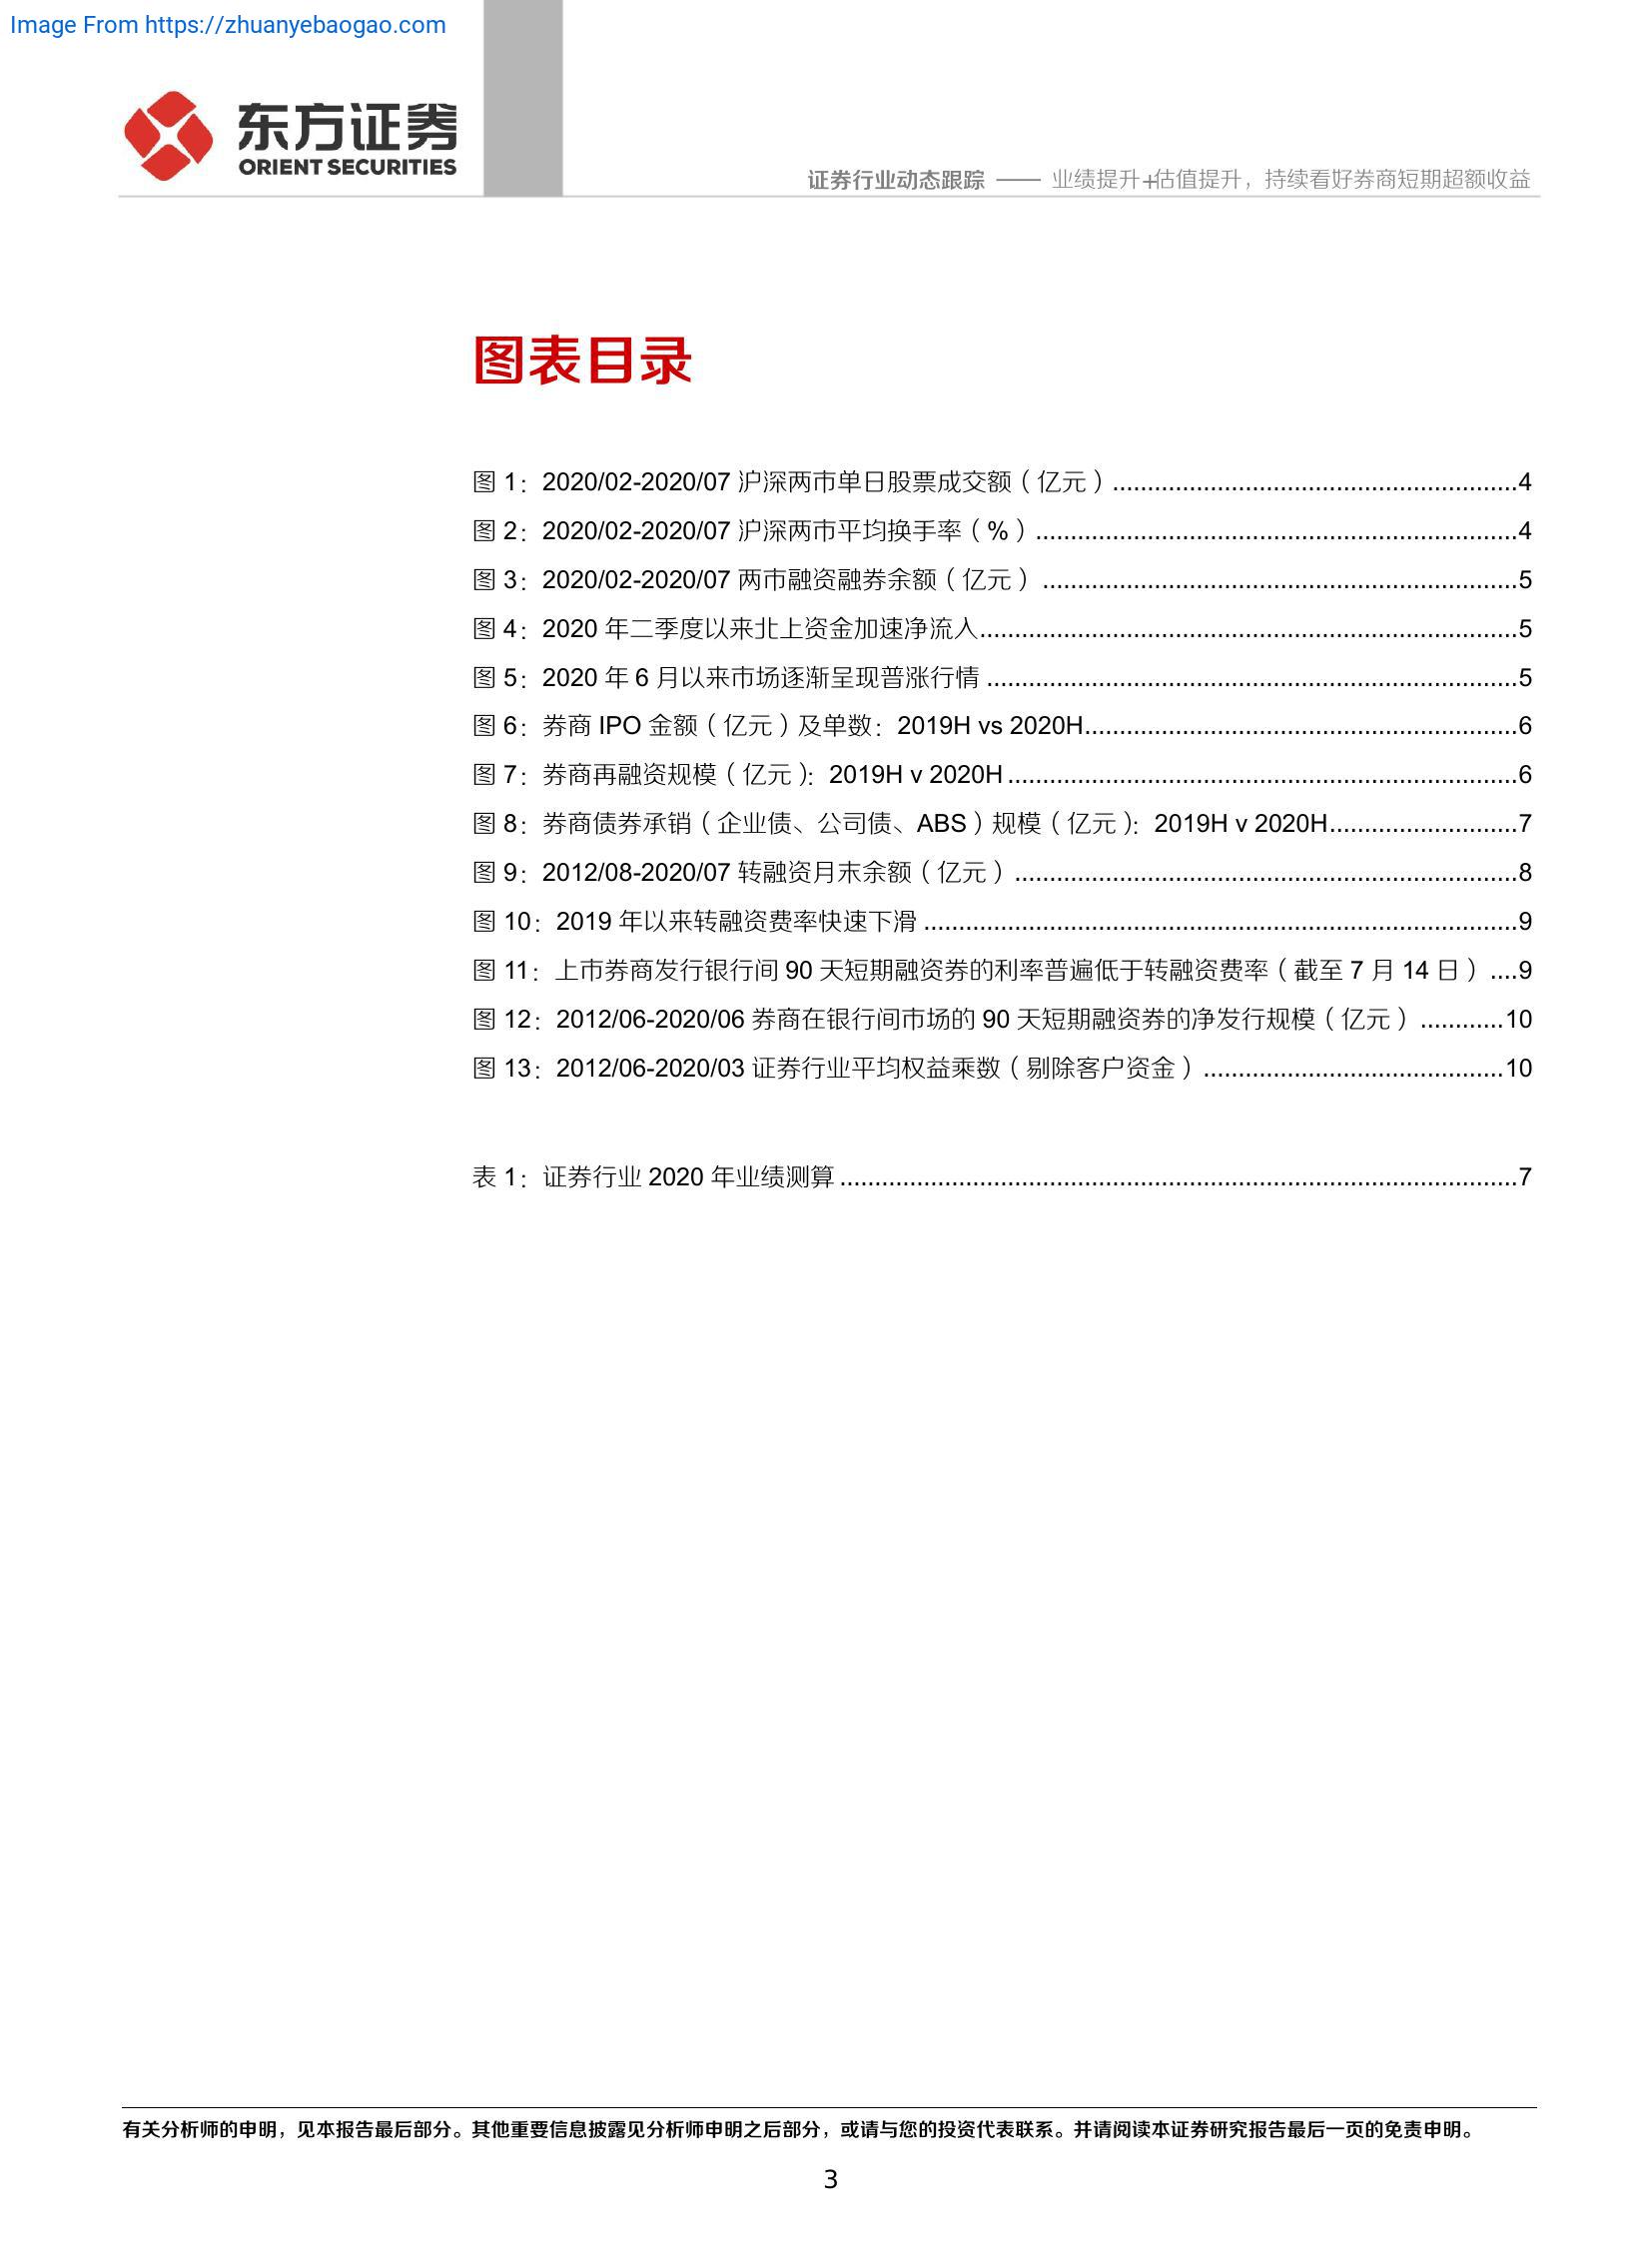 Image From https://zhuanyebaogao.com
东方证券
ORIENT SECURITIES
证券行业动态跟踪 —— 业绩提升+估值提升，持续看好券商短期超额收益
图表目录
图 1：2020/02-2020/07 沪深两市单日股票成交额（亿元）..........................................................4
图 2：2020/02-2020/07 沪深两市平均换手率（%）.....................................................................4
图 3：2020/02-2020/07 两市融资融券余额（亿元）....................................................................5
图 4：2020 年二季度以来北上资金加速净流入.............................................................................5
图 5：2020 年 6 月以来市场逐渐呈现普涨行情............................................................................5
图 6：券商 IPO 金额（亿元）及单数：2019H vs 2020H..............................................................6
图 7：券商再融资规模（亿元）：2019H v 2020H.........................................................................6
图 8：券商债券承销（企业债、公司债、ABS）规模（亿元）：2019H v 2020H...........................7
图 9：2012/08-2020/07 转融资月末余额（亿元）........................................................................8
图 10：2019 年以来转融资费率快速下滑.....................................................................................9
图 11：上市券商发行银行间 90 天短期融资券的利率普遍低于转融资费率（截至 7 月 14 日）....9
图 12：2012/06-2020/06 券商在银行间市场的 90 天短期融资券的净发行规模（亿元）............10
图 13：2012/06-2020/03 证券行业平均权益乘数（剔除客户资金）...........................................10
表 1：证券行业 2020 年业绩测算.................................................................................................7
有关分析师的申明，见本报告最后部分。其他重要信息披露见分析师申明之后部分，或请与您的投资代表联系。并请阅读本证券研究报告最后一页的免责申明。
3